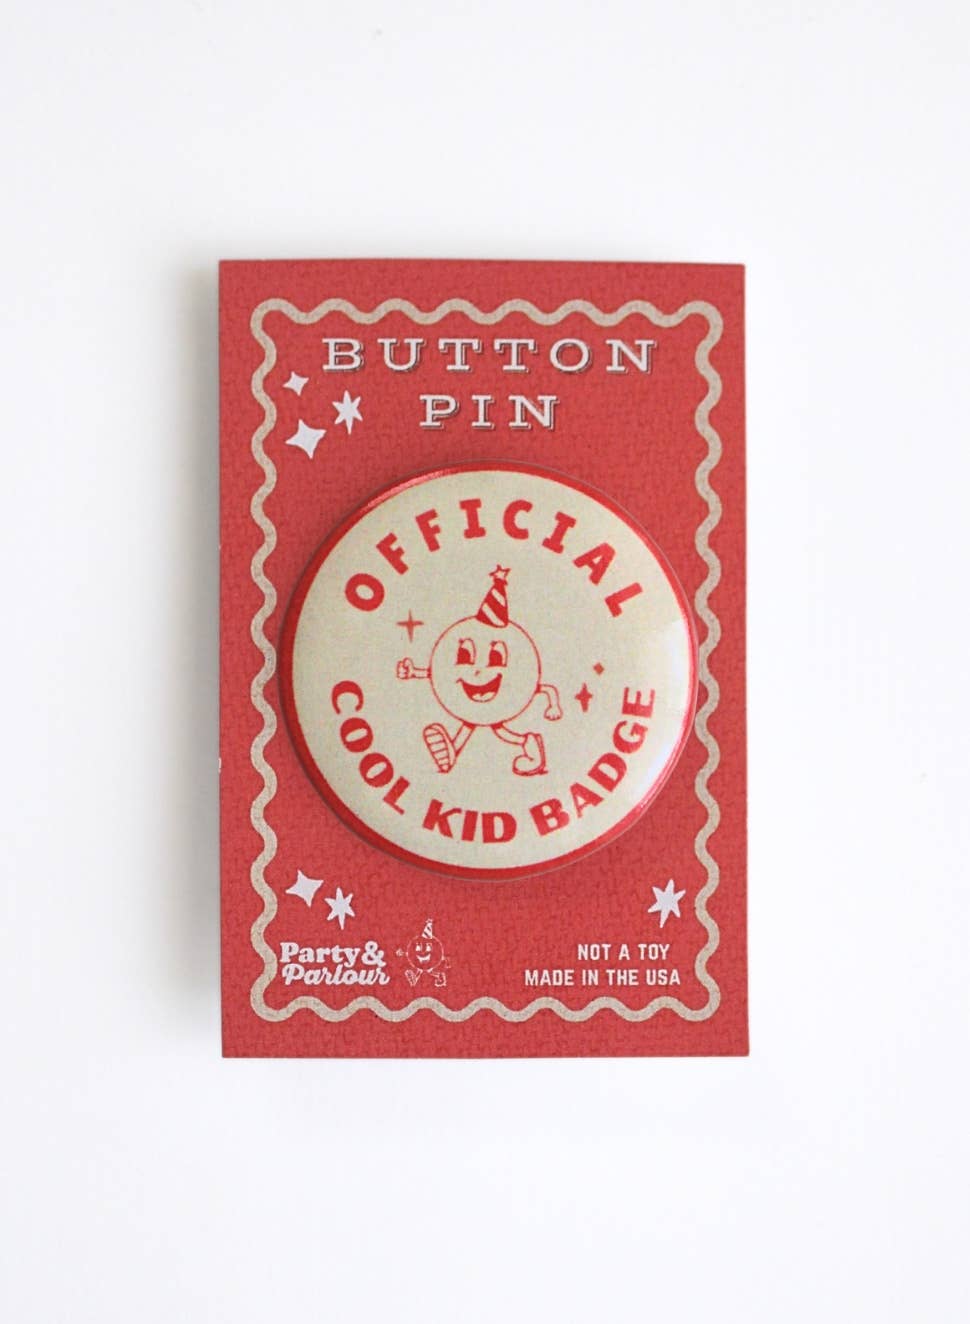 BUTTON
PIN
OFFICIAL
COOL KID BADGE
Party&
Parlour
NOT A TOY
MADE IN THE USA